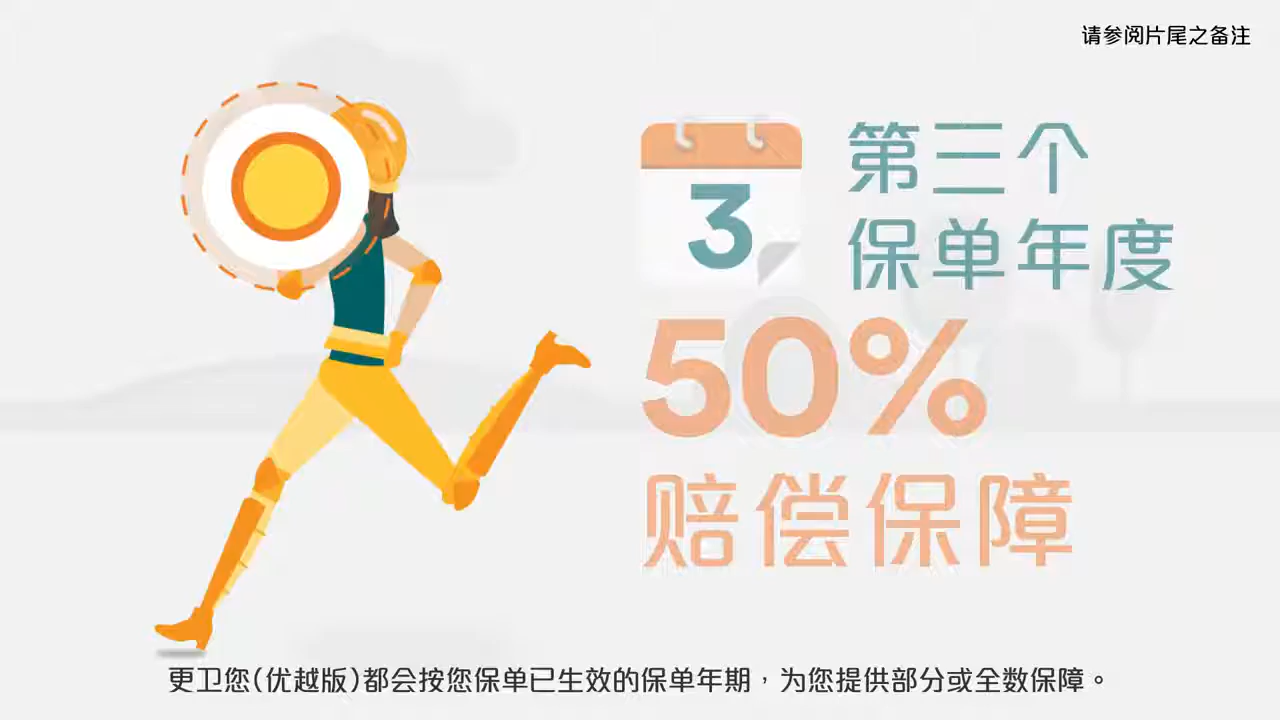 请参阅片尾之备注
3
第三个
保单年度
50%
赔偿保障
更卫您(优越版)都会按您保单已生效的保单年期，为您提供部分或全数保障。